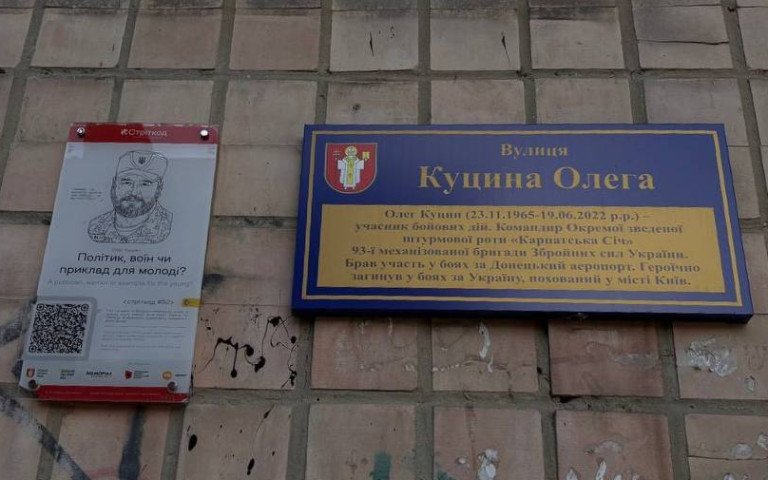 Стріткод
Політик, воїн чи
приклад для молоді?
A politician, warrior or example for the young?
Вулиця
Куцина Олега
Олег Куцин (23.11.1965-19.06.2022 р.р.) –
учасник бойових дій. Командир Окремої зведеної
штурмової роти «Карпатська Січ»
93-ї механізованої бригади Збройних сил України.
Брав участь у боях за Донецький аеропорт. Героїчно
загинув у боях за Україну, похований у місті Київ.